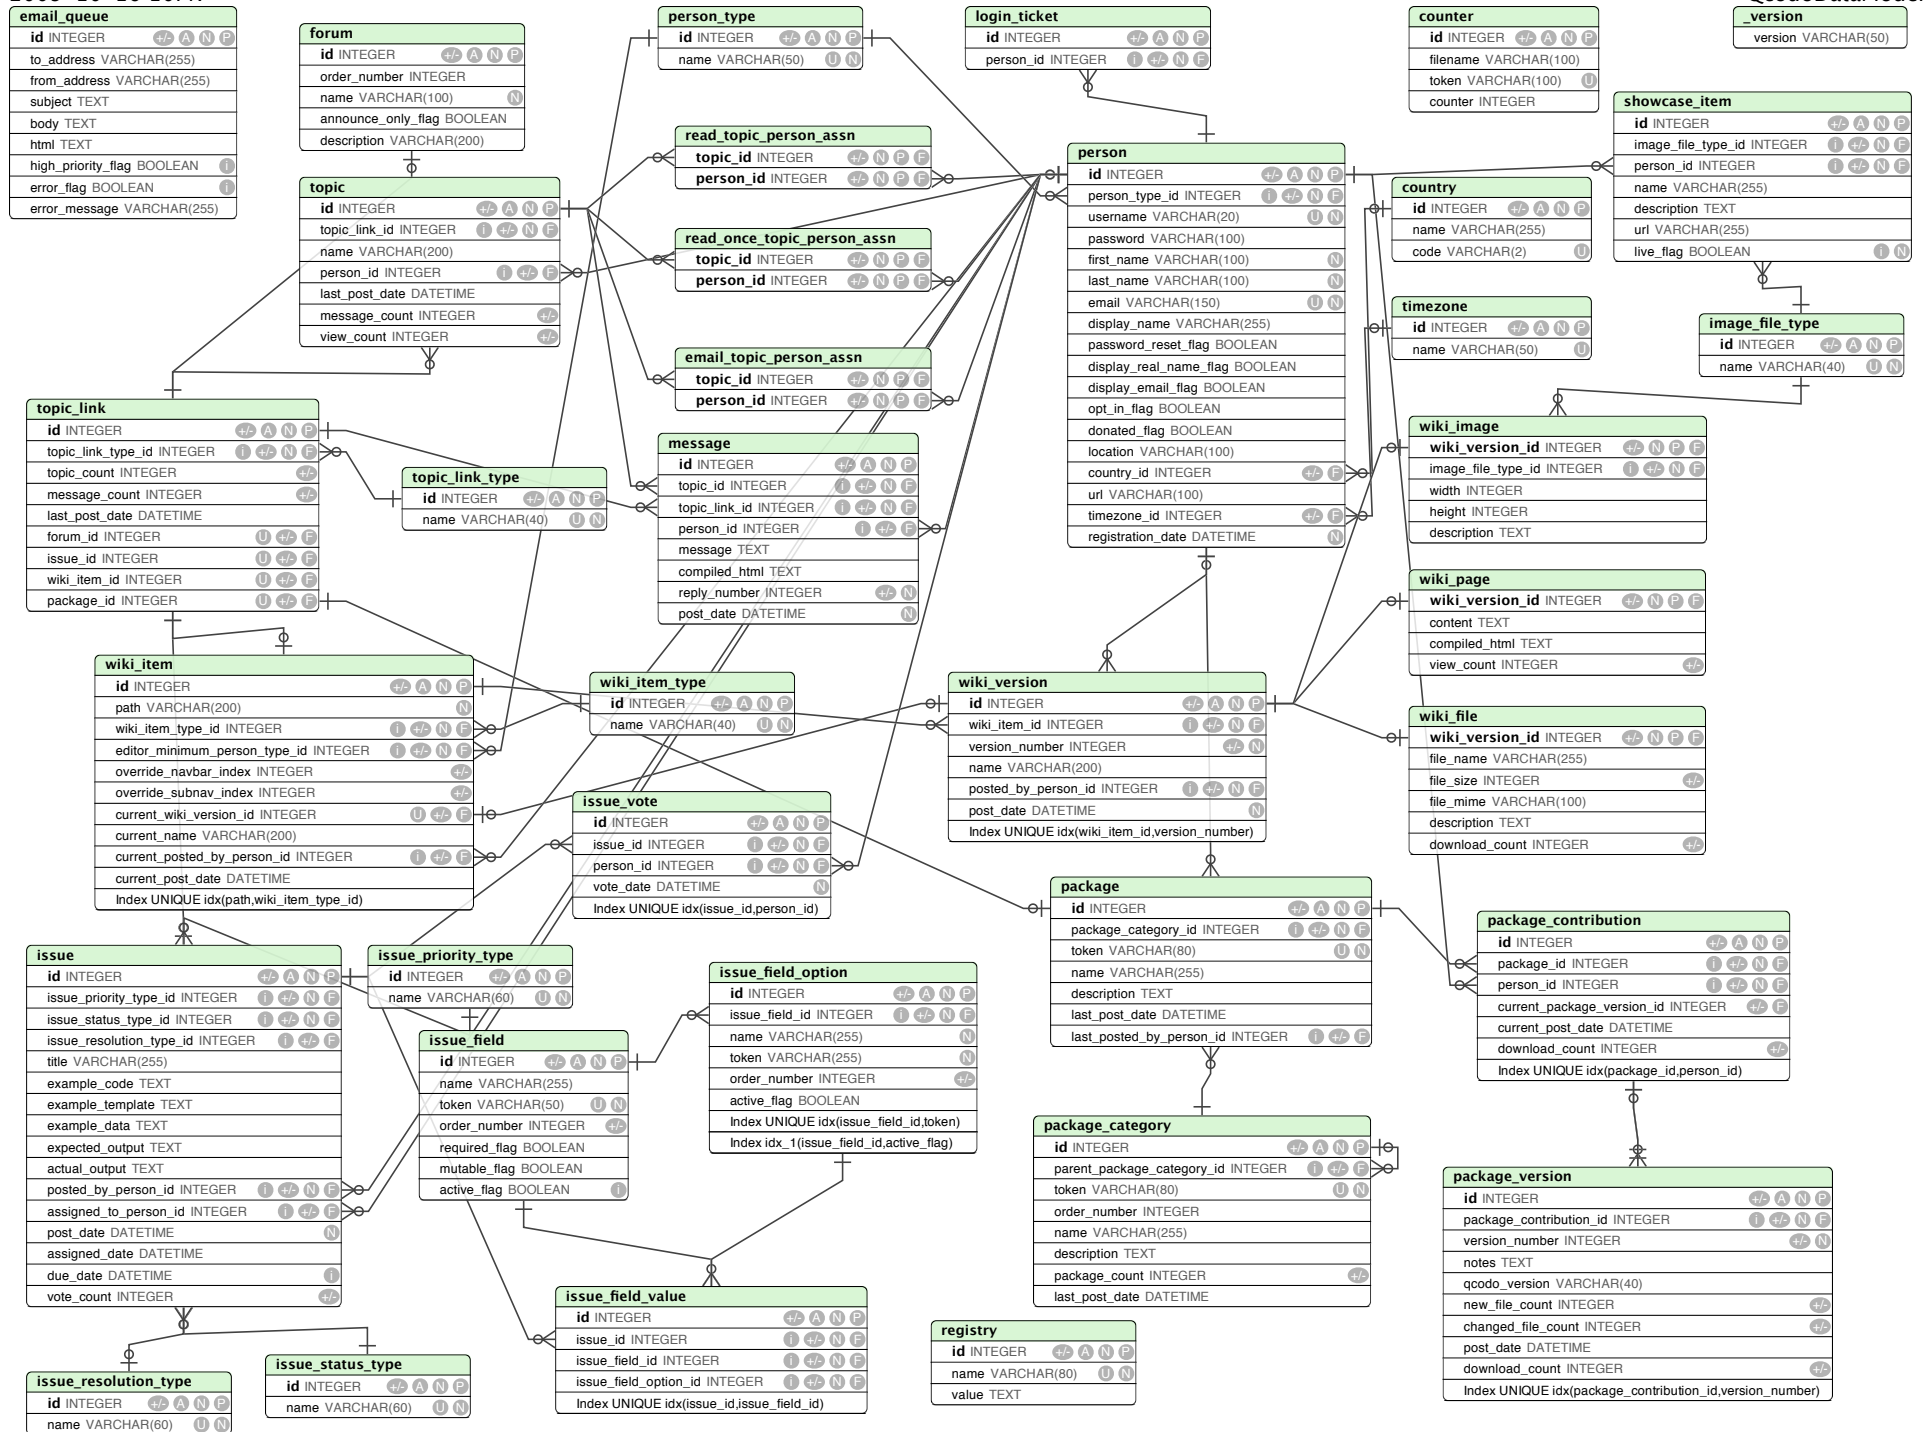 email_queue
id INTEGER +/- A N P
to_address VARCHAR(255)
from_address VARCHAR(255)
subject TEXT
body TEXT
html TEXT
high_priority_flag BOOLEAN i
error_flag BOOLEAN i
error_message VARCHAR(255)
forum
id INTEGER +/- A N P
order_number INTEGER
name VARCHAR(100) N
announce_only_flag BOOLEAN
description VARCHAR(200)
person_type
id INTEGER +/- A N P
name VARCHAR(50) U N
login_ticket
id INTEGER +/- A N P
person_id INTEGER i +/- N F
counter
id INTEGER +/- A N P
filename VARCHAR(100)
token VARCHAR(100) U
counter INTEGER
_version
version VARCHAR(50)
showcase_item
id INTEGER +/- A N P
image_file_type_id INTEGER i +/- N F
person_id INTEGER i +/- N F
name VARCHAR(255)
description TEXT
url VARCHAR(255)
live_flag BOOLEAN i N
read_topic_person_assn
topic_id INTEGER +/- N P F
person_id INTEGER +/- N P F
topic
id INTEGER +/- A N P
topic_link_id INTEGER i +/- N F
name VARCHAR(200)
person_id INTEGER i +/- F
last_post_date DATETIME
message_count INTEGER +/-
view_count INTEGER +/-
read_once_topic_person_assn
topic_id INTEGER +/- N P F
person_id INTEGER +/- N P F
person
id INTEGER +/- A N P
person_type_id INTEGER i +/- N F
username VARCHAR(20) U N
password VARCHAR(100)
first_name VARCHAR(100) N
last_name VARCHAR(100) N
email VARCHAR(150) U N
display_name VARCHAR(255)
password_reset_flag BOOLEAN
display_real_name_flag BOOLEAN
display_email_flag BOOLEAN
opt_in_flag BOOLEAN
donated_flag BOOLEAN
location VARCHAR(100)
country_id INTEGER +/- F
url VARCHAR(100)
timezone_id INTEGER +/- F
registration_date DATETIME N
country
id INTEGER +/- A N P
name VARCHAR(255)
code VARCHAR(2) U
timezone
id INTEGER +/- A N P
name VARCHAR(50) U
image_file_type
id INTEGER +/- A N P
name VARCHAR(40) U N
email_topic_person_assn
topic_id INTEGER +/- N P F
person_id INTEGER +/- N P F
topic_link
id INTEGER +/- A N P
topic_link_type_id INTEGER i +/- N F
topic_count INTEGER +/-
message_count INTEGER +/-
last_post_date DATETIME
forum_id INTEGER U +/- F
issue_id INTEGER U +/- F
wiki_item_id INTEGER U +/- F
package_id INTEGER U +/- F
topic_link_type
id INTEGER +/- A N P
name VARCHAR(40) U N
message
id INTEGER +/- A N P
topic_id INTEGER i +/- N F
topic_link_id INTEGER i +/- N F
person_id INTEGER i +/- F
message TEXT
compiled_html TEXT
reply_number INTEGER +/- N
post_date DATETIME N
wiki_image
wiki_version_id INTEGER +/- N P F
image_file_type_id INTEGER i +/- N F
width INTEGER
height INTEGER
description TEXT
wiki_page
wiki_version_id INTEGER +/- N P F
content TEXT
compiled_html TEXT
view_count INTEGER +/-
wiki_item
id INTEGER +/- A N P
path VARCHAR(200) N
wiki_item_type_id INTEGER i +/- N F
editor_minimum_person_type_id INTEGER i +/- N F
override_navbar_index INTEGER +/-
override_subnav_index INTEGER +/-
current_wiki_version_id INTEGER U +/- F
current_name VARCHAR(200)
current_posted_by_person_id INTEGER i +/- F
current_post_date DATETIME
Index UNIQUE idx(path,wiki_item_type_id)
wiki_item_type
id INTEGER +/- A N P
name VARCHAR(40) U N
wiki_version
id INTEGER +/- A N P
wiki_item_id INTEGER i +/- N F
version_number INTEGER +/- N
name VARCHAR(200)
posted_by_person_id INTEGER i +/- N F
post_date DATETIME N
Index UNIQUE idx(wiki_item_id,version_number)
wiki_file
wiki_version_id INTEGER +/- N P F
file_name VARCHAR(255)
file_size INTEGER +/-
file_mime VARCHAR(100)
description TEXT
download_count INTEGER +/-
issue_vote
id INTEGER +/- A N P
issue_id INTEGER i +/- N F
person_id INTEGER i +/- N F
vote_date DATETIME N
Index UNIQUE idx(issue_id,person_id)
package
id INTEGER +/- A N P
package_category_id INTEGER i +/- N F
token VARCHAR(80) U N
name VARCHAR(255)
description TEXT
last_post_date DATETIME
last_posted_by_person_id INTEGER i +/- F
package_contribution
id INTEGER +/- A N P
package_id INTEGER i +/- N F
person_id INTEGER i +/- N F
current_package_version_id INTEGER +/- F
current_post_date DATETIME
download_count INTEGER +/-
Index UNIQUE idx(package_id,person_id)
issue
id INTEGER +/- A N P
issue_priority_type_id INTEGER i +/- N F
issue_status_type_id INTEGER i +/- N F
issue_resolution_type_id INTEGER i +/- F
title VARCHAR(255)
example_code TEXT
example_template TEXT
example_data TEXT
expected_output TEXT
actual_output TEXT
posted_by_person_id INTEGER i +/- N F
assigned_to_person_id INTEGER i +/- F
post_date DATETIME N
assigned_date DATETIME
due_date DATETIME i
vote_count INTEGER +/-
issue_priority_type
id INTEGER +/- A N P
name VARCHAR(60) U N
issue_field
id INTEGER +/- A N P
name VARCHAR(255)
token VARCHAR(50) U N
order_number INTEGER +/-
required_flag BOOLEAN
mutable_flag BOOLEAN
active_flag BOOLEAN i
issue_field_option
id INTEGER +/- A N P
issue_field_id INTEGER i +/- N F
name VARCHAR(255) N
token VARCHAR(255) N
order_number INTEGER +/-
active_flag BOOLEAN
Index UNIQUE idx(issue_field_id,token)
Index idx_1(issue_field_id,active_flag)
package_category
id INTEGER +/- A N P
parent_package_category_id INTEGER i +/- F
token VARCHAR(80) U N
order_number INTEGER
name VARCHAR(255)
description TEXT
package_count INTEGER +/-
last_post_date DATETIME
package_version
id INTEGER +/- A N P
package_contribution_id INTEGER i +/- N F
version_number INTEGER +/- N
notes TEXT
qcodo_version VARCHAR(40)
new_file_count INTEGER +/-
changed_file_count INTEGER +/-
post_date DATETIME
download_count INTEGER +/-
Index UNIQUE idx(package_contribution_id,version_number)
issue_field_value
id INTEGER +/- A N P
issue_id INTEGER i +/- N F
issue_field_id INTEGER i +/- N F
issue_field_option_id INTEGER i +/- N F
Index UNIQUE idx(issue_id,issue_field_id)
registry
id INTEGER +/- A N P
name VARCHAR(80) U N
value TEXT
issue_resolution_type
id INTEGER +/- A N P
name VARCHAR(60) U N
issue_status_type
id INTEGER +/- A N P
name VARCHAR(60) U N